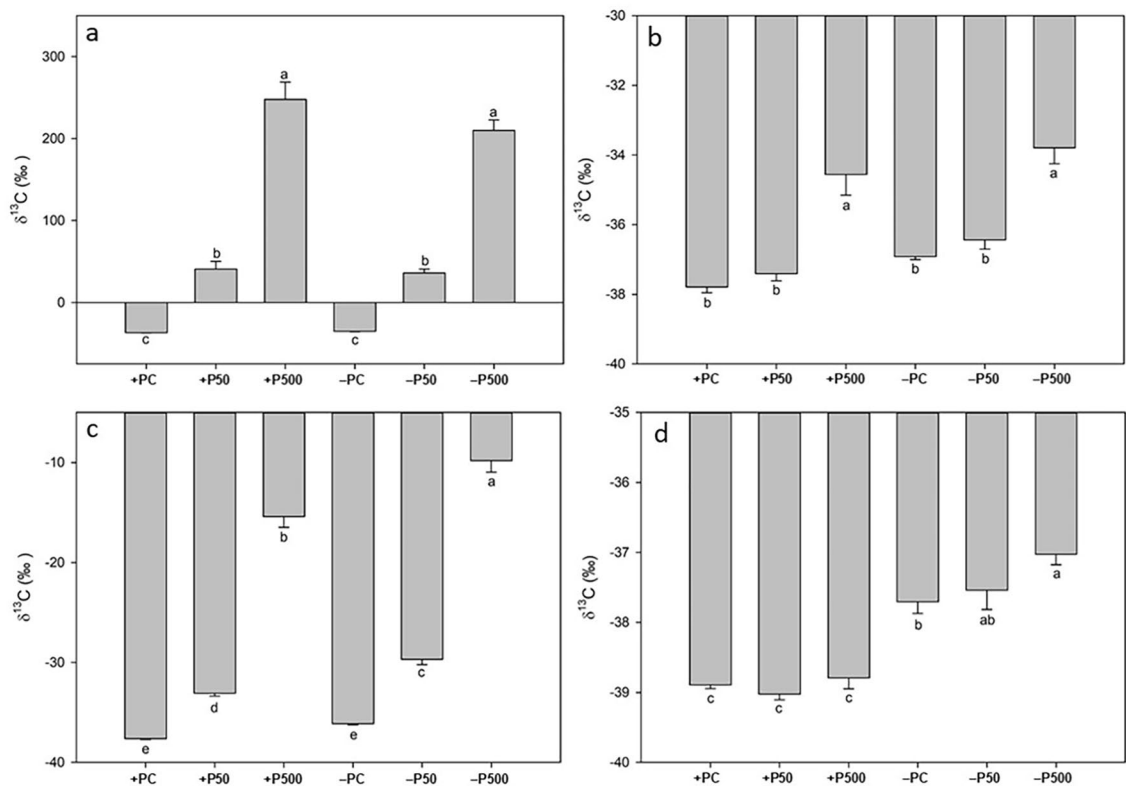 a
300
200
100
0
δ¹³C (‰ )
c
b
a
c
b
a
+PC +P50 +P500 –PC –P50 –P500
b
-30
-32
-34
-36
-38
-40
δ¹³C (‰)
b
b
a
b
b
a
+PC +P50 +P500 –PC –P50 –P500
c
-10
-20
-30
-40
δ¹³C (‰ )
e
d
b
e
c
a
+PC +P50 +P500 –PC –P50 –P500
d
-35
-36
-37
-38
-39
-40
δ¹³C (‰)
c
c
c
b
ab
a
+PC +P50 +P500 –PC –P50 –P500